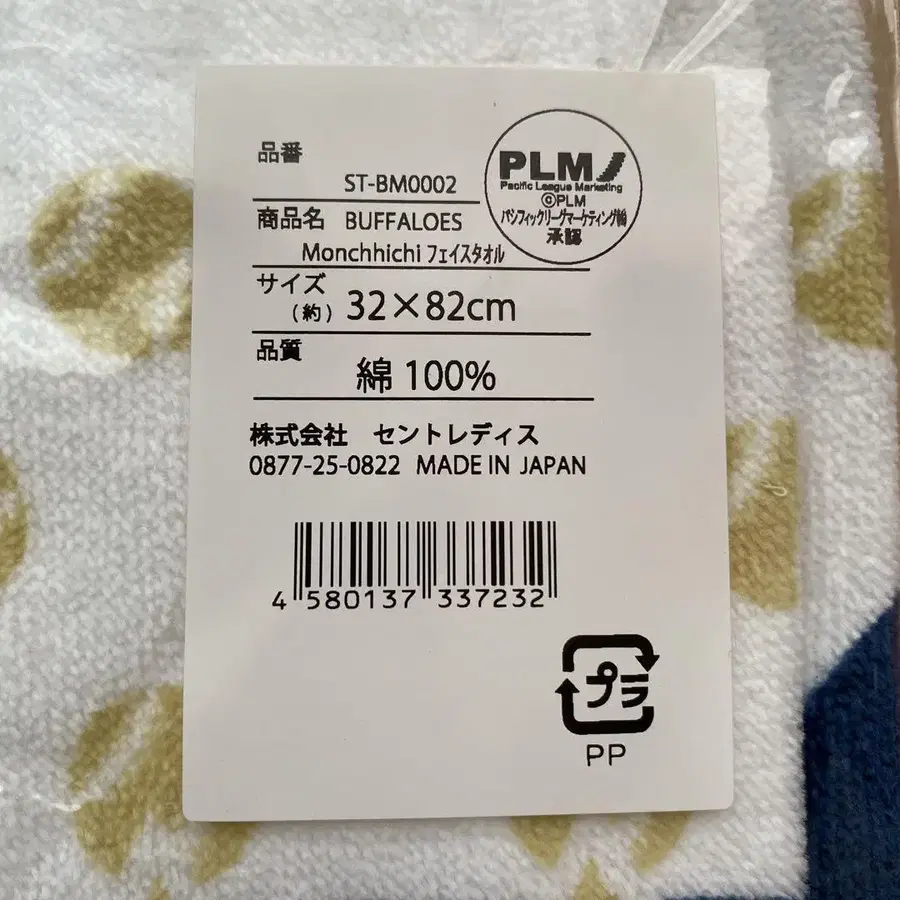 品番
ST-BM0002
PLM
Pacific League Marketing
©PLM
パシフィックリーグマーケティング㈱
承認
商品名 BUFFALOES
Monchhichi フェイスタオル
サイズ
（約） 32×82cm
品質
綿 100%
株式会社 セントレディス
0877-25-0822 MADE IN JAPAN
4 580137 337232
プラ
PP